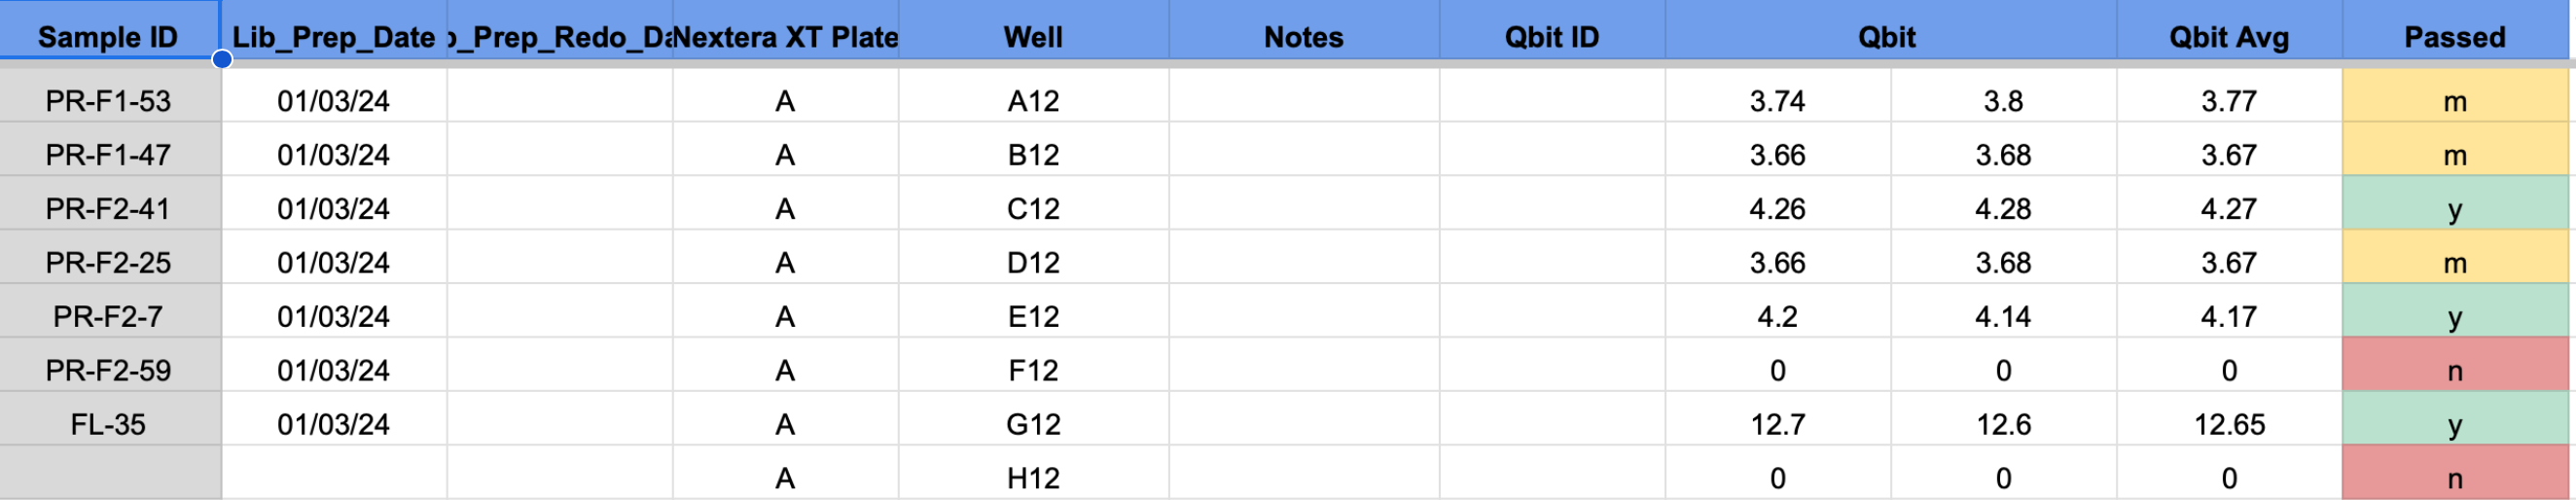 Sample ID Lib_Prep_Date _Prep_Redo_Da Nextera XT Plate Well Notes Qbit ID Qbit Qbit Avg Passed
PR-F1-53 01/03/24 A A12 3.74 3.8 3.77 m
PR-F1-47 01/03/24 A B12 3.66 3.68 3.67 m
PR-F2-41 01/03/24 A C12 4.26 4.28 4.27 y
PR-F2-25 01/03/24 A D12 3.66 3.68 3.67 m
PR-F2-7 01/03/24 A E12 4.2 4.14 4.17 y
PR-F2-59 01/03/24 A F12 0 0 0 n
FL-35 01/03/24 A G12 12.7 12.6 12.65 y
A H12 0 0 0 n